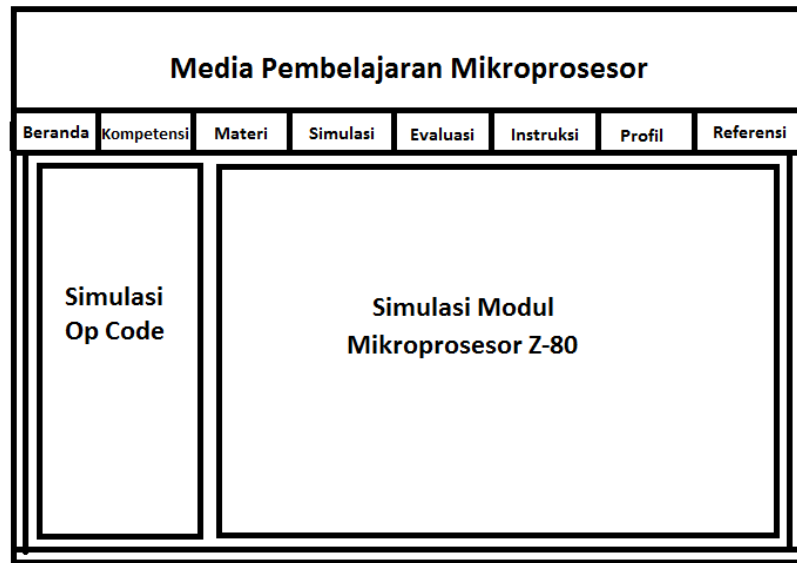 Media Pembelajaran Mikroprosesor
Beranda
Kompetensi
Materi
Simulasi
Evaluasi
Instruksi
Profil
Referensi
Simulasi
Op Code
Simulasi Modul
Mikroprosesor Z-80